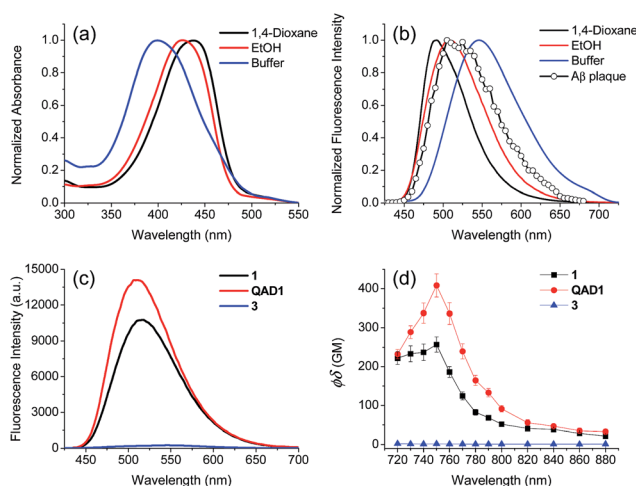 (a)
1,4-Dioxane
EtOH
Buffer
Normalized Absorbance
1.0
0.8
0.6
0.4
0.2
0.0
300 350 400 450 500 550
Wavelength (nm)
(b)
1,4-Dioxane
EtOH
Buffer
Aβ plaque
Normalized Fluorescence Intensity
1.0
0.8
0.6
0.4
0.2
0.0
450 500 550 600 650 700
Wavelength (nm)
(c)
1
QAD1
3
Fluorescence Intensity (a.u.)
15000
12000
9000
6000
3000
0
450 500 550 600 650 700
Wavelength (nm)
(d)
1
QAD1
3
ϕδ (GM)
400
300
200
100
0
720 740 760 780 800 820 840 860 880
Wavelength (nm)